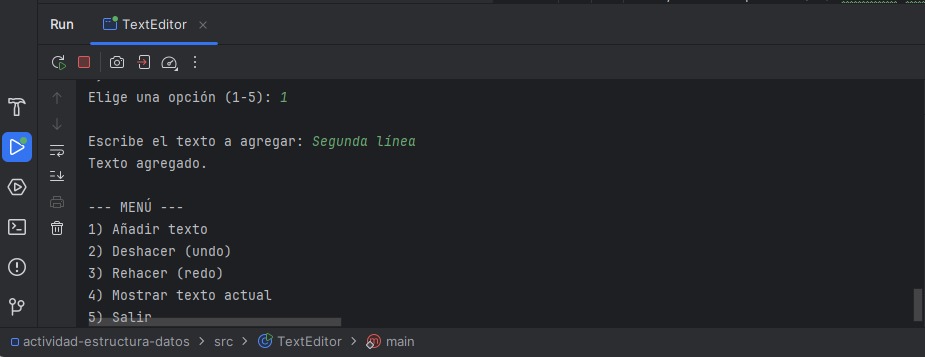 Run TextEditor
Elige una opción (1-5): 1
Escribe el texto a agregar: Segunda línea
Texto agregado.
--- MENÚ ---
1) Añadir texto
2) Deshacer (undo)
3) Rehacer (redo)
4) Mostrar texto actual
5) Salir
actividad-estructura-datos > src > TextEditor > main